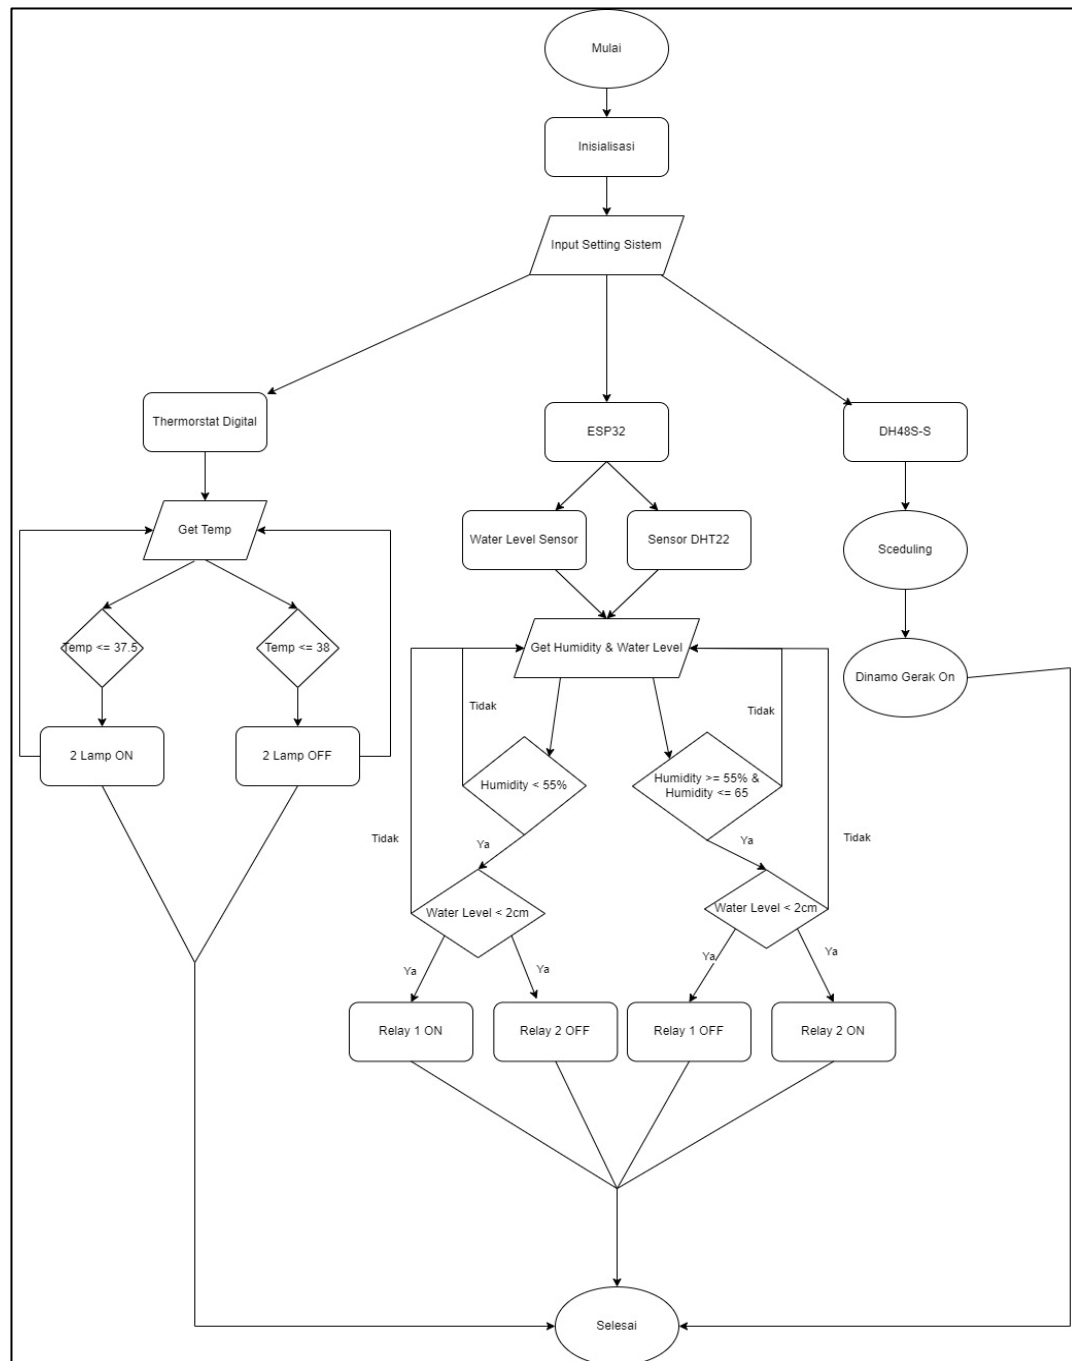 Mulai
Inisialisasi
Input Setting Sistem
Thermorstat Digital
ESP32
DH48S-S
Get Temp
Water Level Sensor
Sensor DHT22
Sceduling
Temp <= 37.5
Temp <= 38
Get Humidity & Water Level
Dinamo Gerak On
Tidak
Tidak
2 Lamp ON
2 Lamp OFF
Humidity < 55%
Humidity >= 55% &
Humidity <= 65
Tidak
Ya
Ya
Tidak
Water Level < 2cm
Water Level < 2cm
Ya
Ya
Ya
Ya
Relay 1 ON
Relay 2 OFF
Relay 1 OFF
Relay 2 ON
Selesai